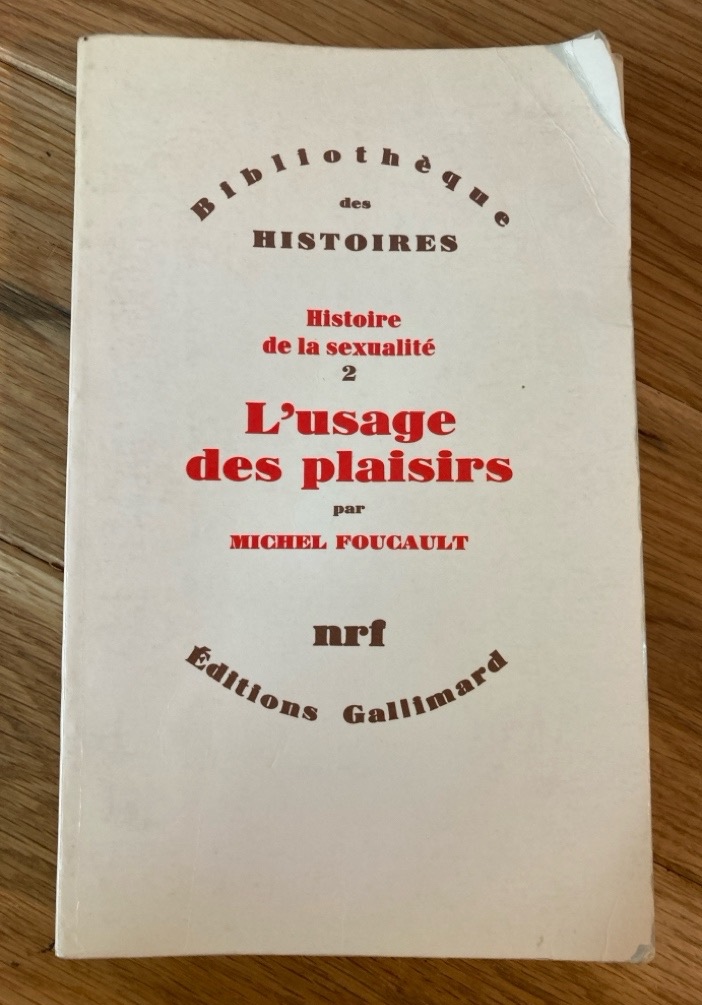 Bibliothèque
des
HISTOIRES
Histoire
de la sexualité
2
L'usage
des plaisirs
par
MICHEL FOUCAULT
nrf
Éditions Gallimard